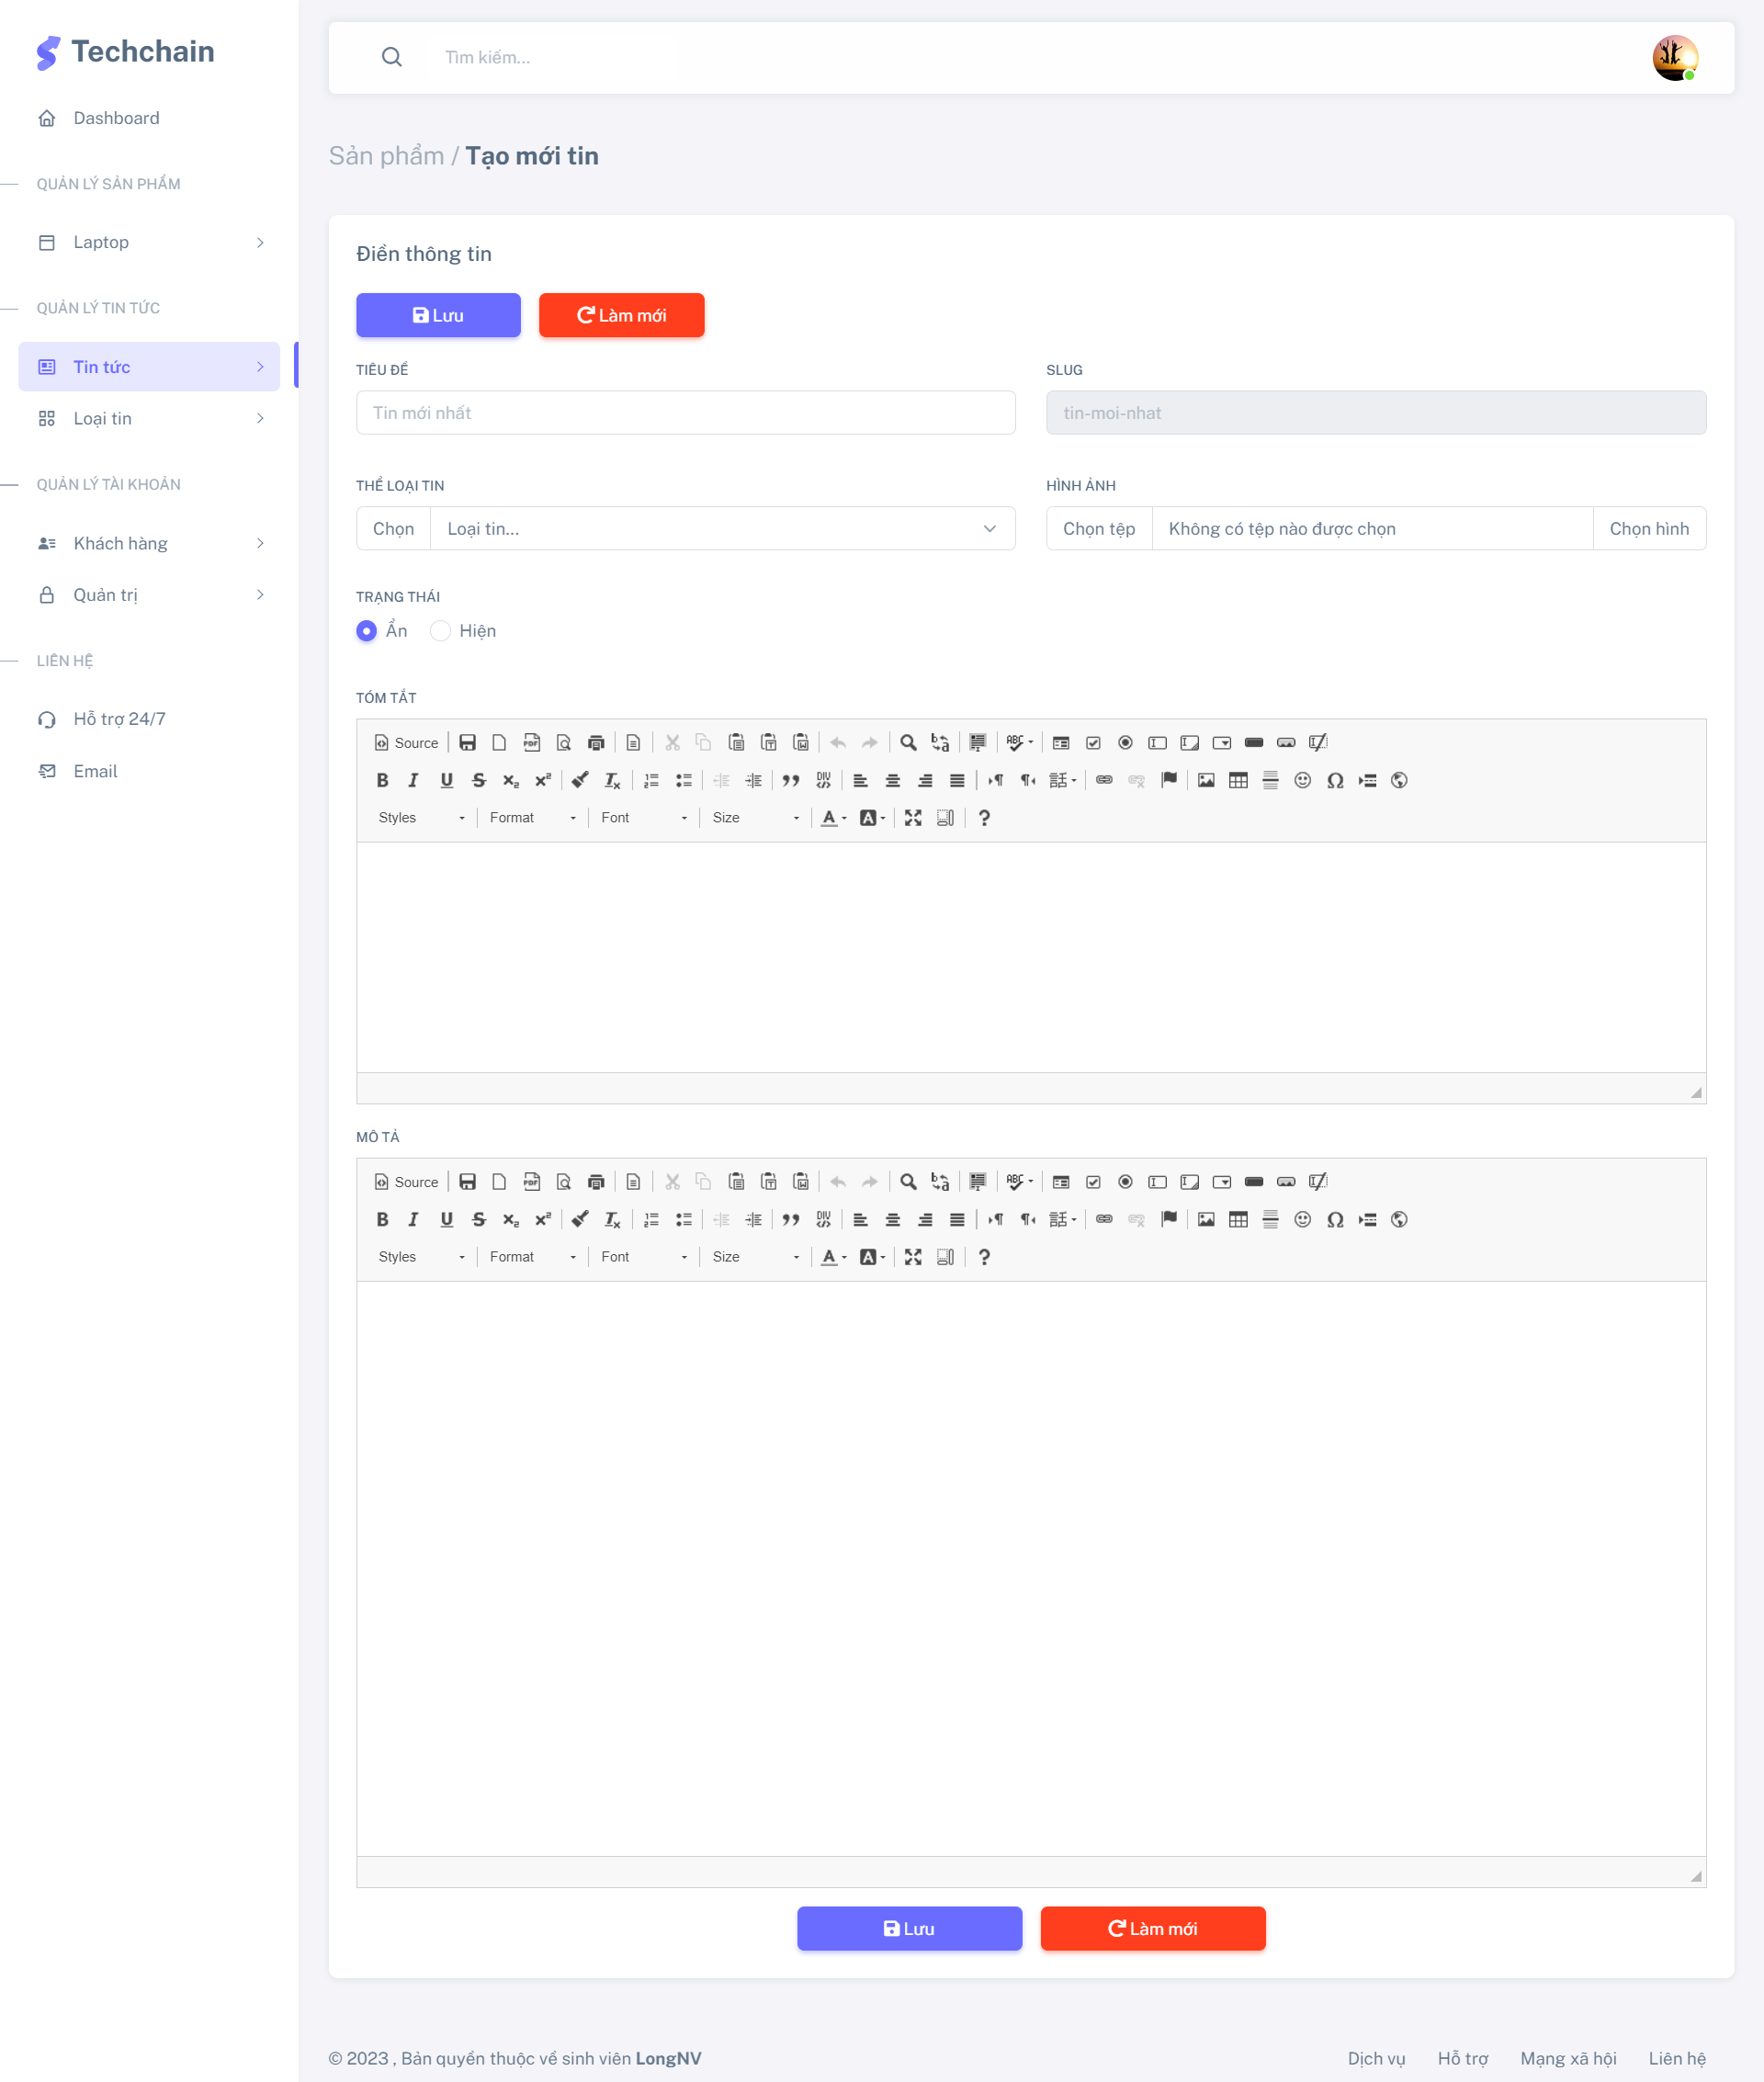 Techchain
Tìm kiếm...
Dashboard
QUẢN LÝ SẢN PHẨM
Laptop
QUẢN LÝ TIN TỨC
Tin tức
Loại tin
QUẢN LÝ TÀI KHOẢN
Khách hàng
Quản trị
LIÊN HỆ
Hỗ trợ 24/7
Email
Sản phẩm / Tạo mới tin
Điền thông tin
Lưu Làm mới
TIÊU ĐỀ
Tin mới nhất
SLUG
tin-moi-nhat
THỂ LOẠI TIN
Chọn Loại tin...
HÌNH ẢNH
Chọn tệp Không có tệp nào được chọn Chọn hình
TRẠNG THÁI
Ẩn Hiện
TÓM TẮT
Source
Styles Format Font Size
MÔ TẢ
Source
Styles Format Font Size
Lưu Làm mới
© 2023 , Bản quyền thuộc về sinh viên LongNV
Dịch vụ Hỗ trợ Mạng xã hội Liên hệ